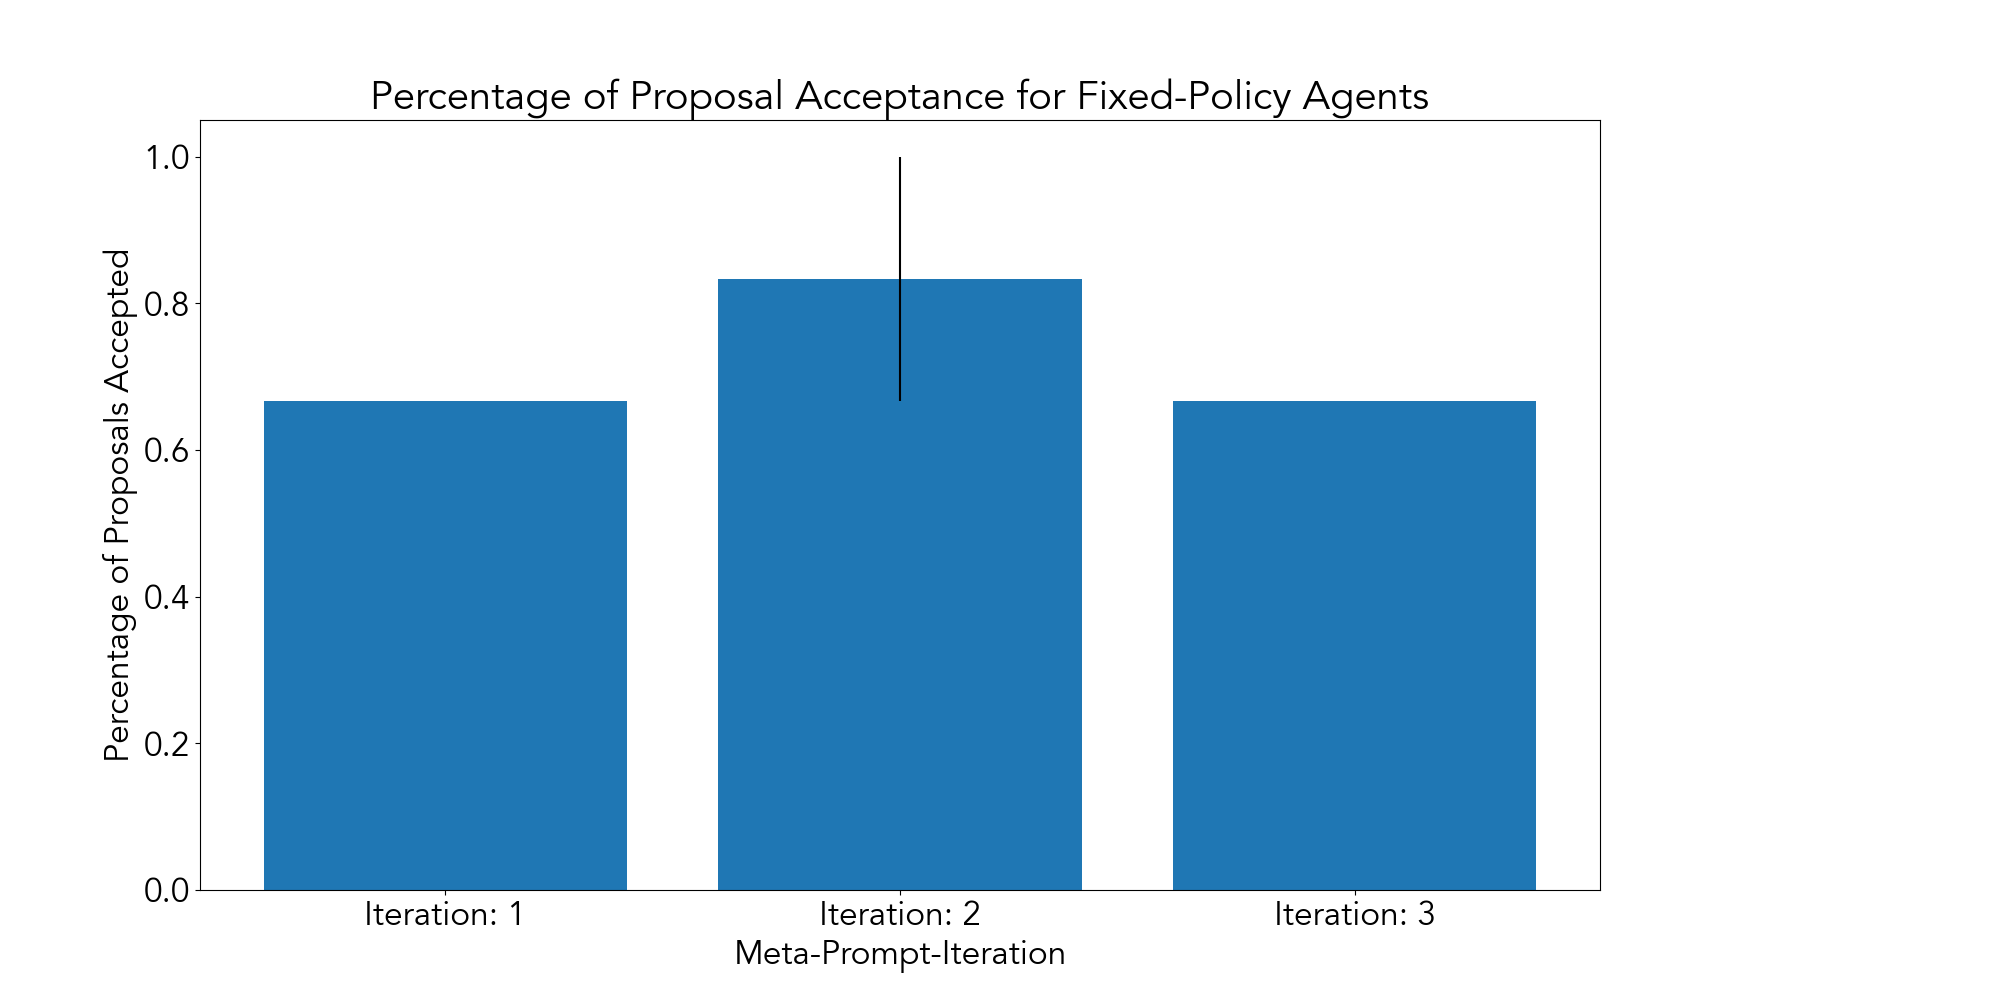 Percentage of Proposal Acceptance for Fixed-Policy Agents
Percentage of Proposals Accepted
1.0
0.8
0.6
0.4
0.2
0.0
Iteration: 1
Iteration: 2
Iteration: 3
Meta-Prompt-Iteration